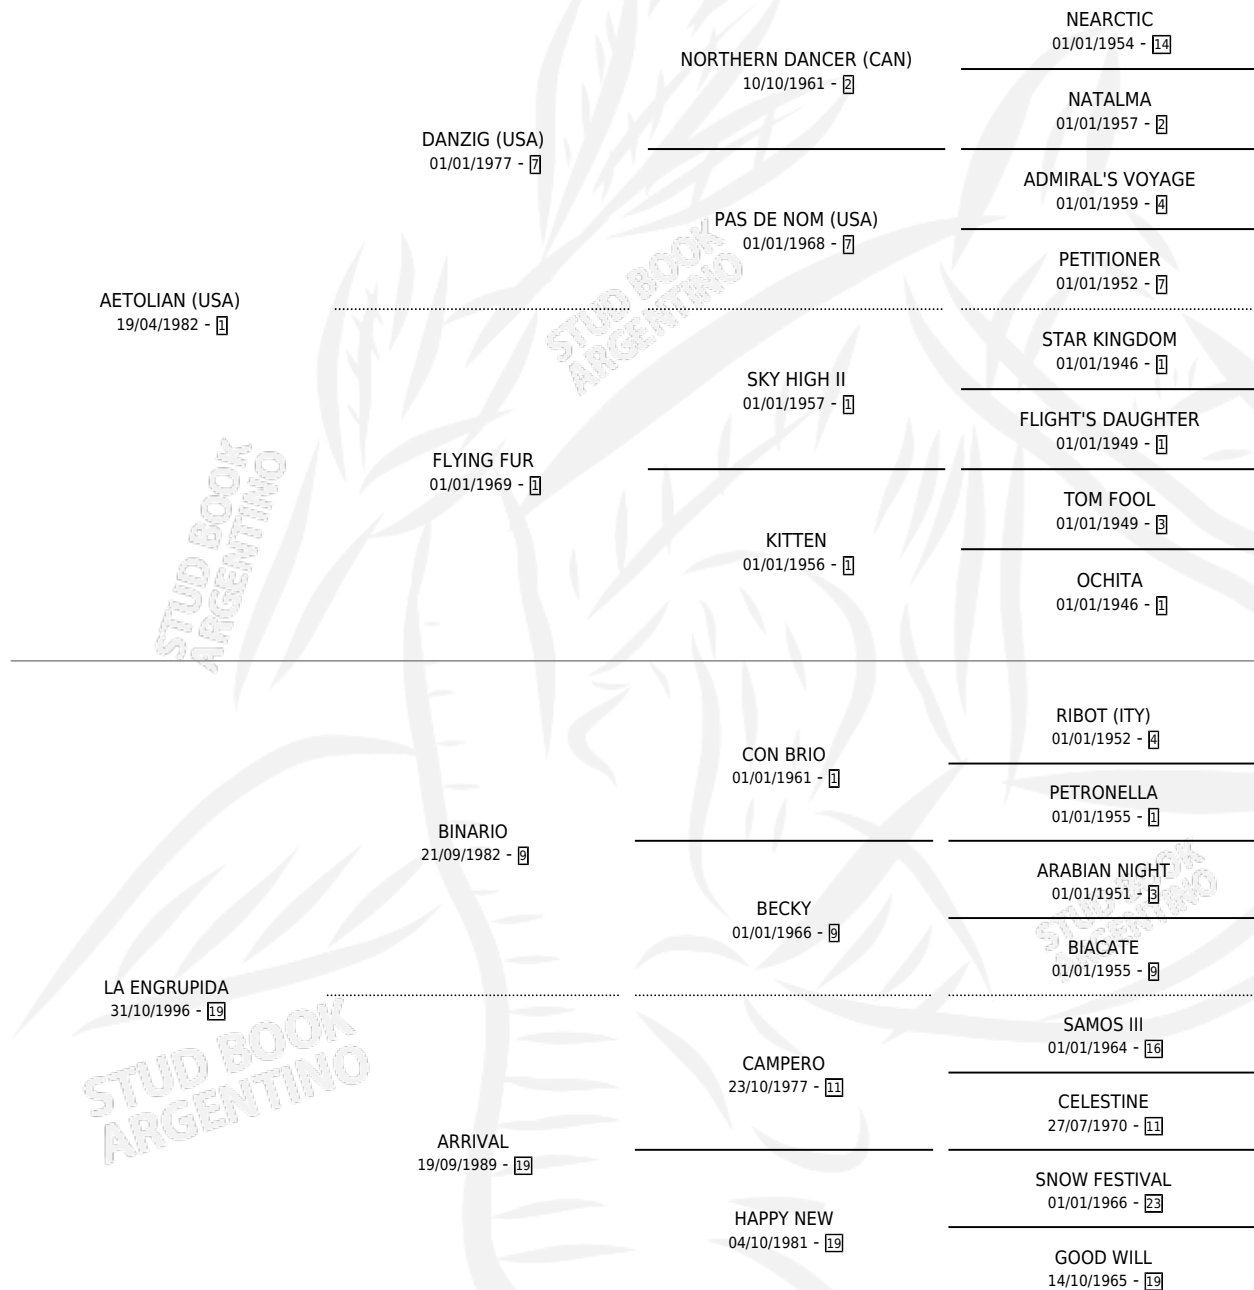 NEARCTIC
01/01/1954 - 14
NORTHERN DANCER (CAN)
10/10/1961 - 2
NATALMA
01/01/1957 - 2
DANZIG (USA)
01/01/1977 - 7
ADMIRAL'S VOYAGE
01/01/1959 - 4
PAS DE NOM (USA)
01/01/1968 - 7
PETITIONER
01/01/1952 - 7
AETOLIAN (USA)
19/04/1982 - 1
STUD BOOK
ARGENTINO
STAR KINGDOM
01/01/1946 - 1
SKY HIGH II
01/01/1957 - 1
FLIGHT'S DAUGHTER
01/01/1949 - 1
FLYING FUR
01/01/1969 - 1
TOM FOOL
01/01/1949 - 3
KITTEN
01/01/1956 - 1
OCHITA
01/01/1946 - 1
STUD BOOK
ARGENTINO
RIBOT (ITY)
01/01/1952 - 4
CON BRIO
01/01/1961 - 1
PETRONELLA
01/01/1955 - 1
BINARIO
21/09/1982 - 9
ARABIAN NIGHT
01/01/1951 - 3
BECKY
01/01/1966 - 9
STUD BOOK
ARGENTINO
BIACATE
01/01/1955 - 9
LA ENGRUPIDA
31/10/1996 - 19
STUD BOOK
ARGENTINO
SAMOS III
01/01/1964 - 16
CAMPERO
23/10/1977 - 11
CELESTINE
27/07/1970 - 11
ARRIVAL
19/09/1989 - 19
SNOW FESTIVAL
01/01/1966 - 23
HAPPY NEW
04/10/1981 - 19
GOOD WILL
14/10/1965 - 19